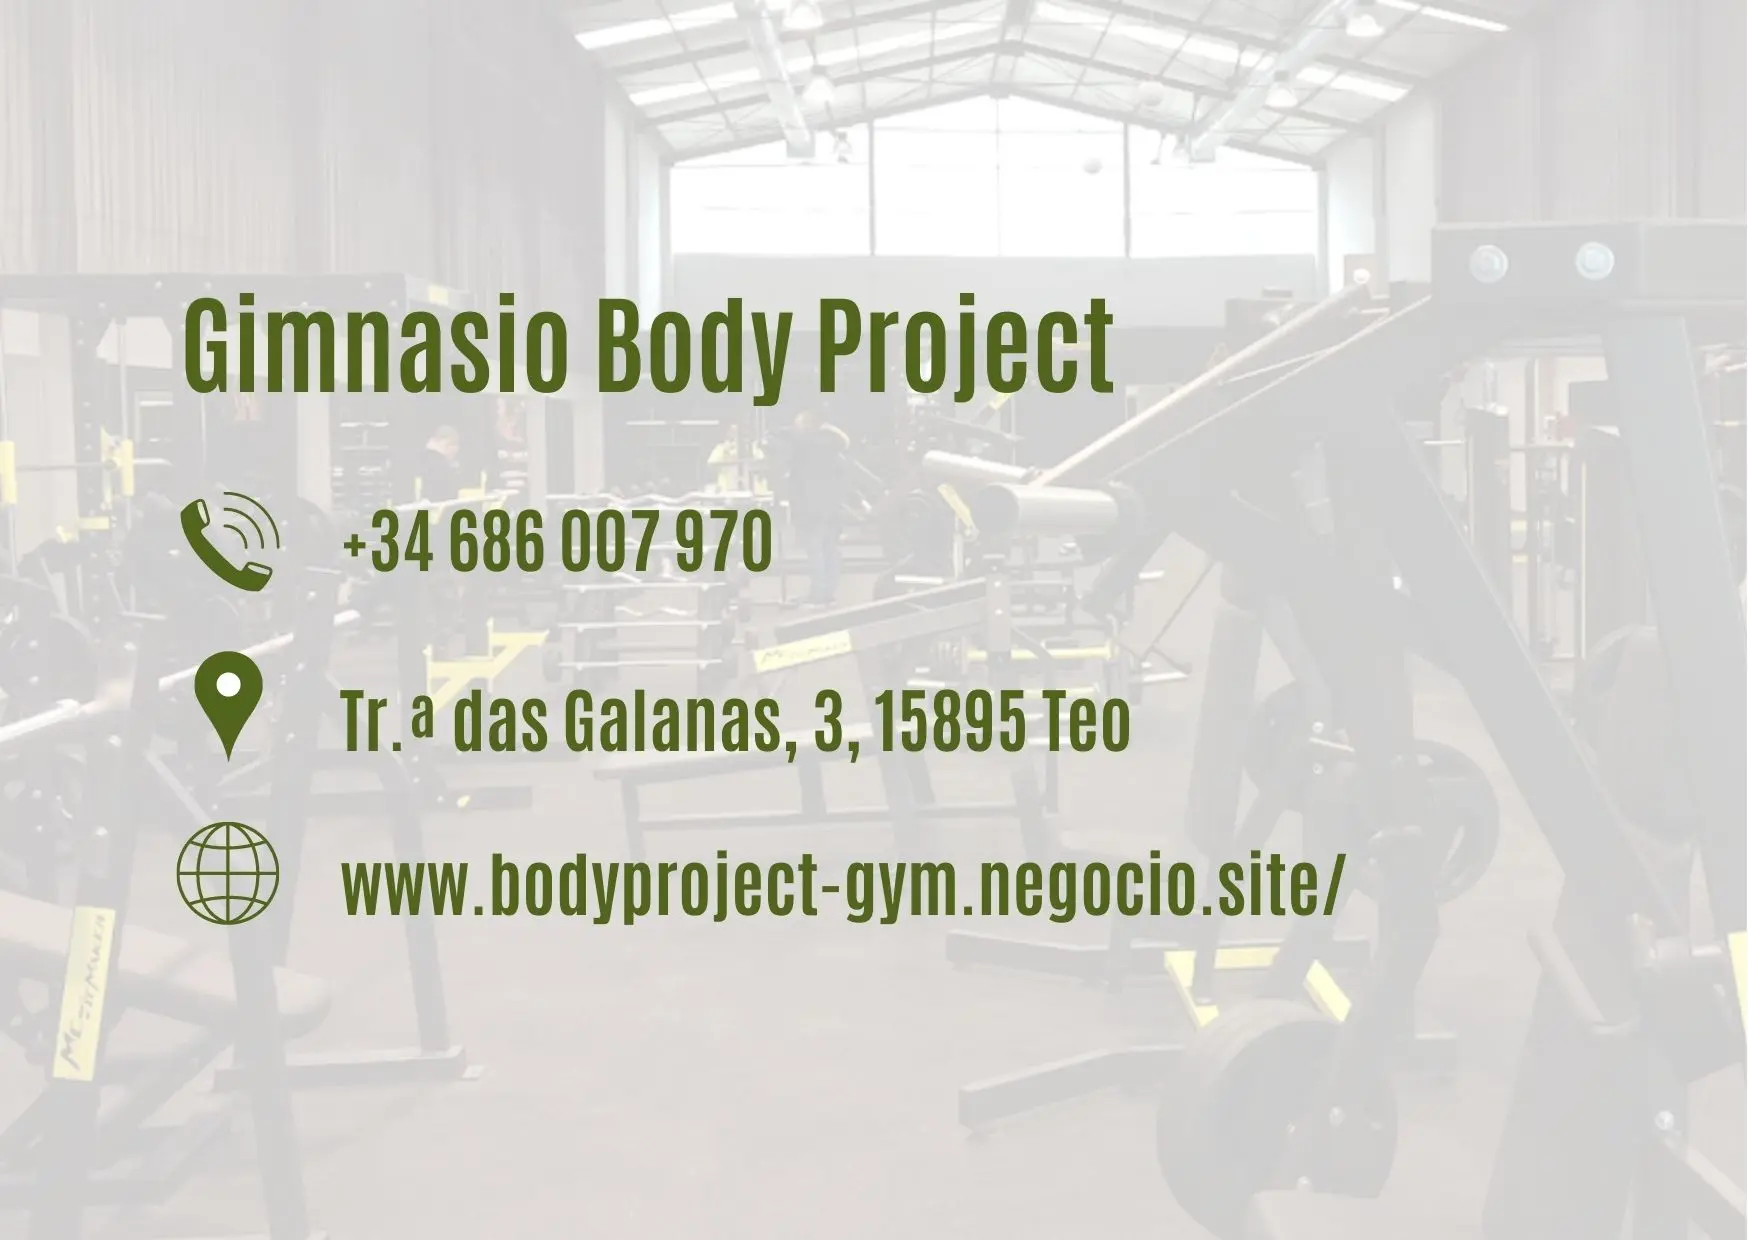 Gimnasio Body Project
+34 686 007 970
Tr.ª das Galanas, 3, 15895 Teo
www.bodyproject-gym.negocio.site/